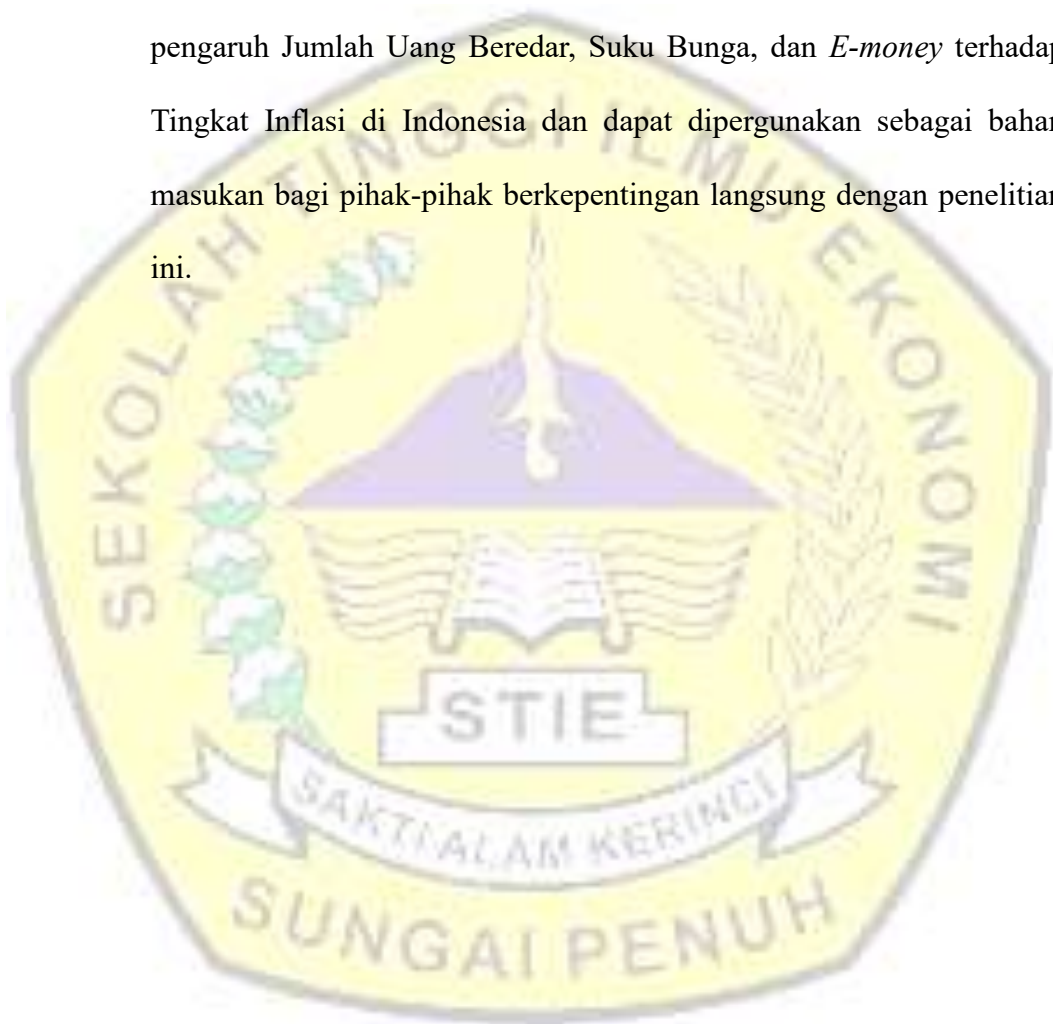 pengaruh Jumlah Uang Beredar, Suku Bunga, dan E-money terhadap
Tingkat Inflasi di Indonesia dan dapat dipergunakan sebagai bahan
masukan bagi pihak-pihak berkepentingan langsung dengan penelitian
ini.
SEKOLAH TINGGI ILMU EKONOMI
STIE
SAKTI ALAM KERINCI
SUNGAI PENUH